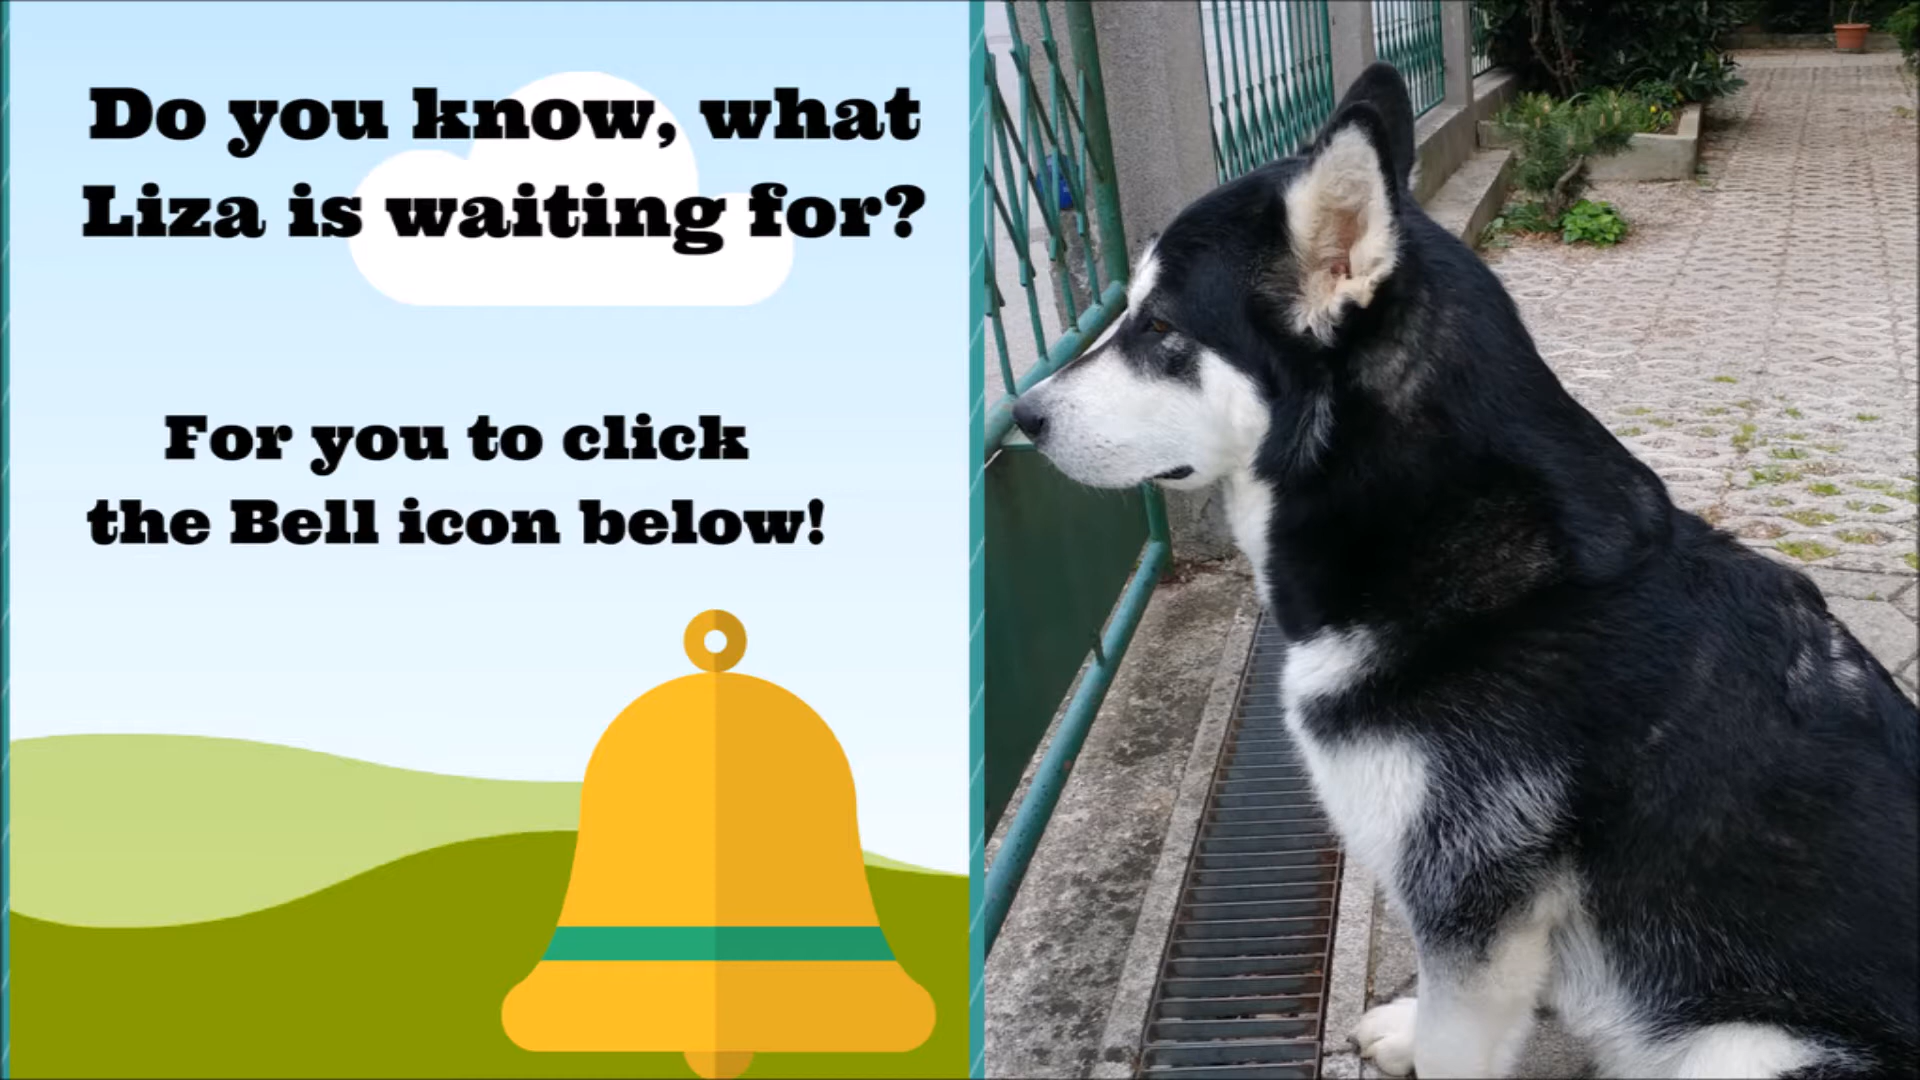 Do you know, what
Liza is waiting for?
For you to click
the Bell icon below!